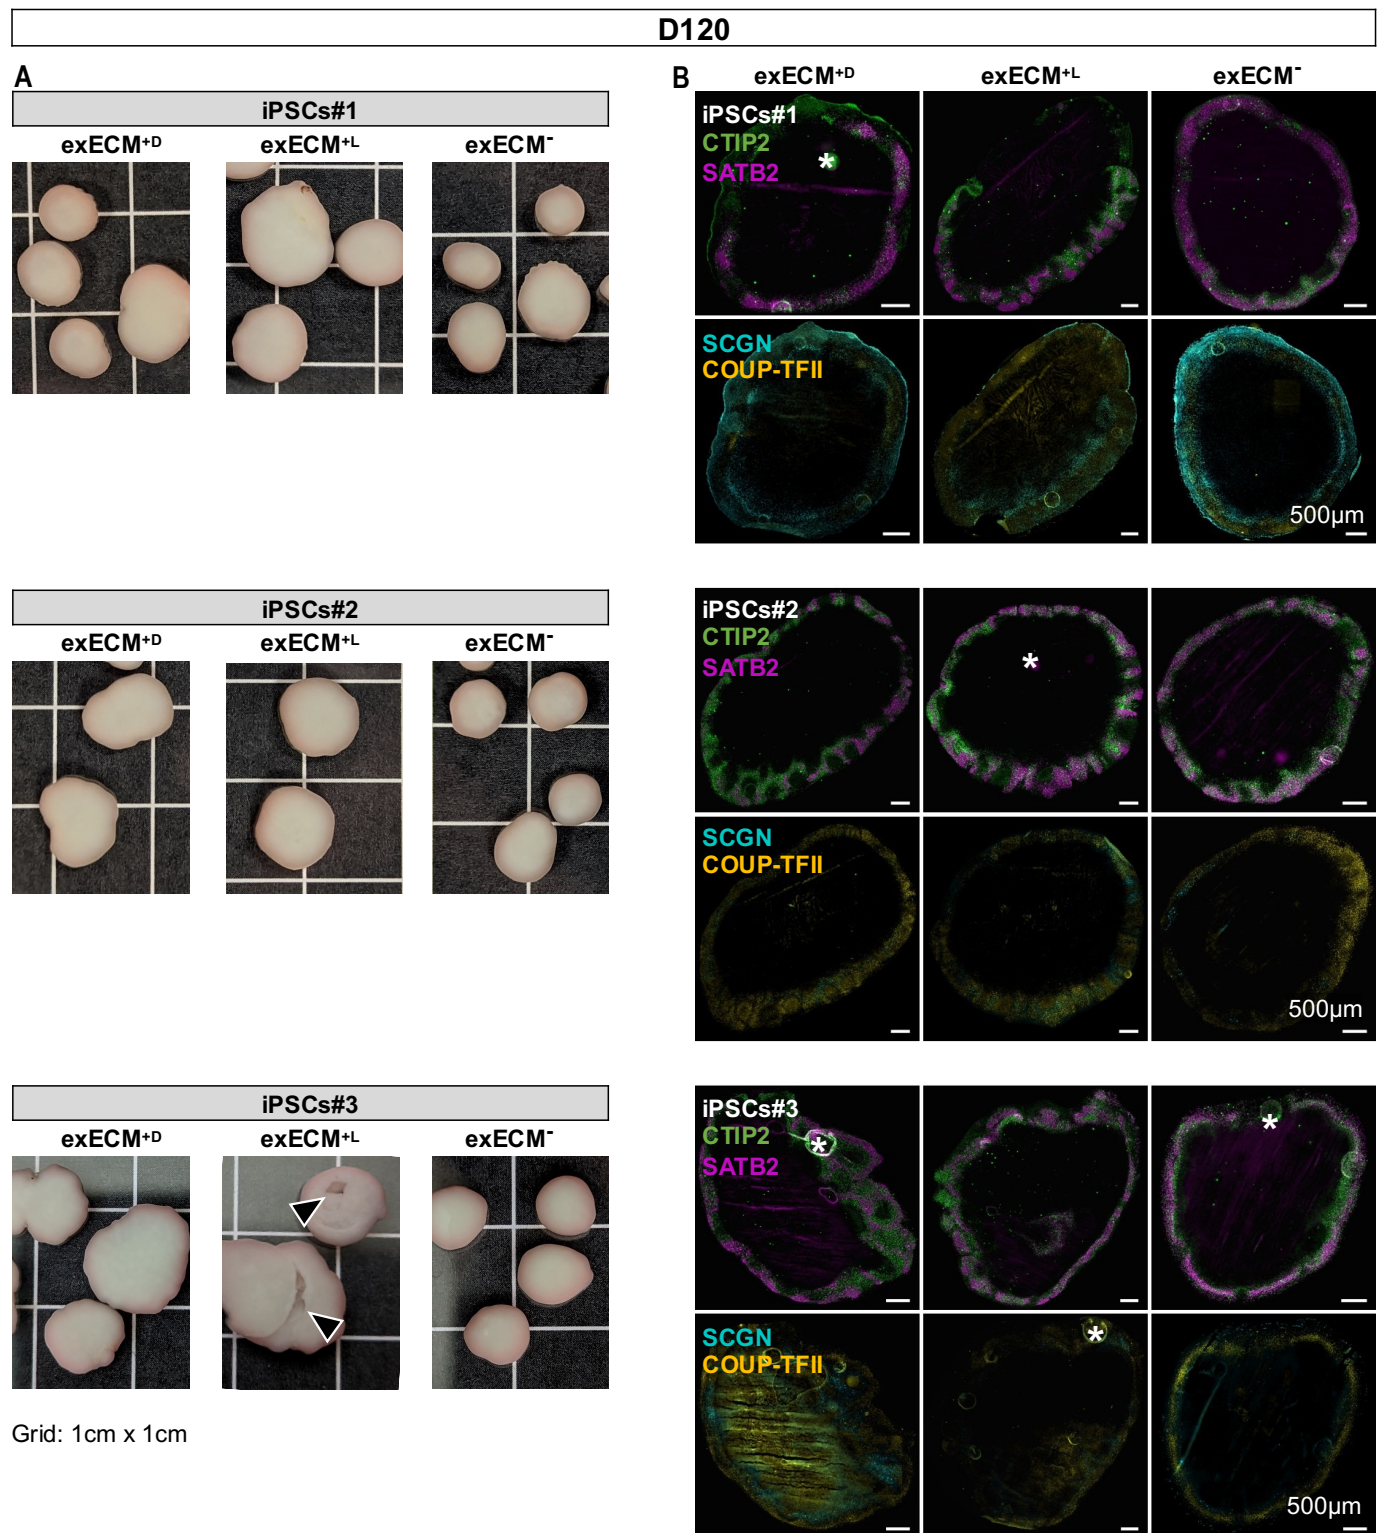 D120
A
iPSCs#1
exECM+D exECM+L exECM-
iPSCs#2
exECM+D exECM+L exECM-
iPSCs#3
exECM+D exECM+L exECM-
Grid: 1cm x 1cm
B
exECM+D exECM+L exECM-
iPSCs#1
CTIP2
SATB2
*
SCGN
COUP-TFII
500µm
iPSCs#2
CTIP2
SATB2
*
SCGN
COUP-TFII
500µm
iPSCs#3
CTIP2
SATB2
* *
SCGN
COUP-TFII
*
500µm